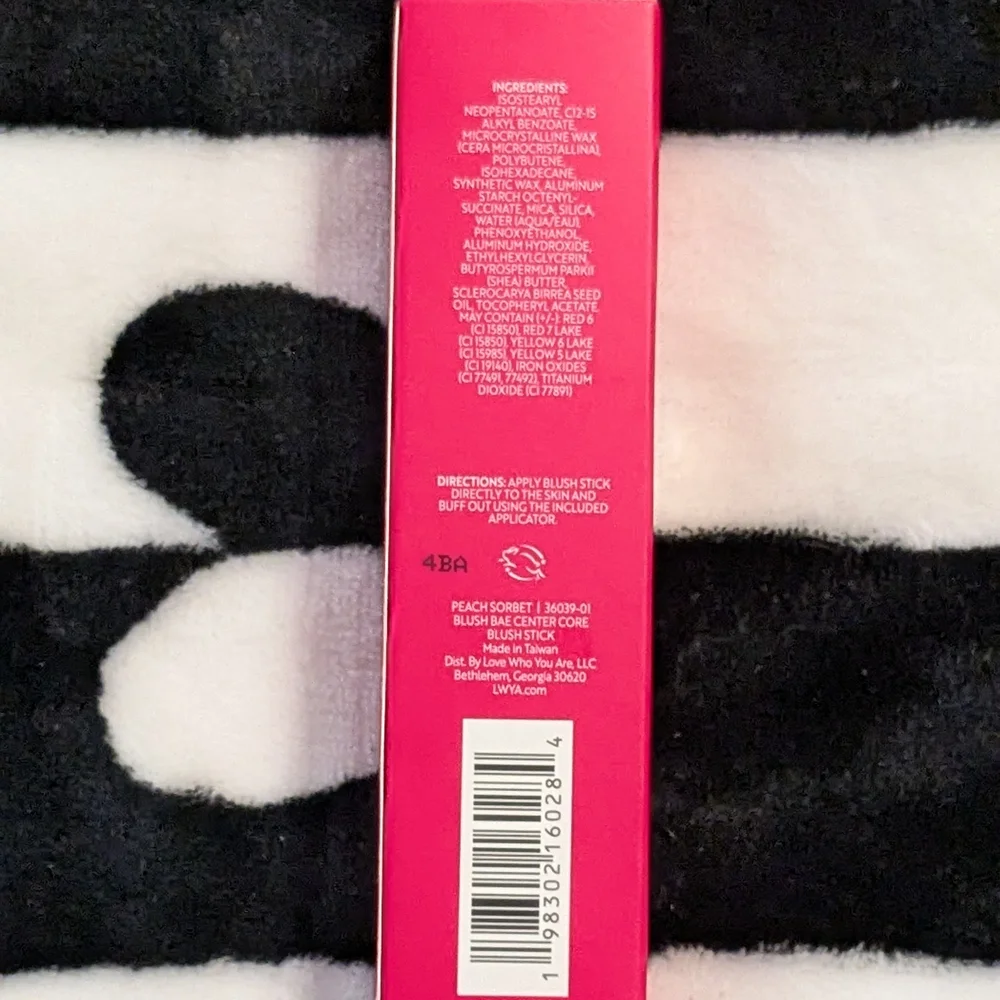 INGREDIENTS:
ISOSTEARYL
NEOPENTANOATE, C12-15
ALKYL BENZOATE,
MICROCRYSTALLINE WAX
(CERA MICROCRISTALLINA),
POLYBUTENE,
ISOHEXADECANE,
SYNTHETIC WAX, ALUMINUM
STARCH OCTENYL-
SUCCINATE, MICA, SILICA,
WATER (AQUA/EAU),
PHENOXYETHANOL,
ALUMINUM HYDROXIDE,
ETHYLHEXYLGLYCERIN,
BUTYROSPERMUM PARKII
(SHEA) BUTTER,
SCLEROCARYA BIRREA SEED
OIL, TOCOPHERYL ACETATE.
MAY CONTAIN (+/-): RED 6
(CI 15850), RED 7 LAKE
(CI 15850), YELLOW 6 LAKE
(CI 15985), YELLOW 5 LAKE
(CI 19140), IRON OXIDES
(CI 77491, 77492), TITANIUM
DIOXIDE (CI 77891)
DIRECTIONS: APPLY BLUSH STICK
DIRECTLY TO THE SKIN AND
BUFF OUT USING THE INCLUDED
APPLICATOR.
4BA
PEACH SORBET | 36039-01
BLUSH BAE CENTER CORE
BLUSH STICK
Made in Taiwan
Dist. By Love Who You Are, LLC
Bethlehem, Georgia 30620
LWYA.com
1 98302 16028 4